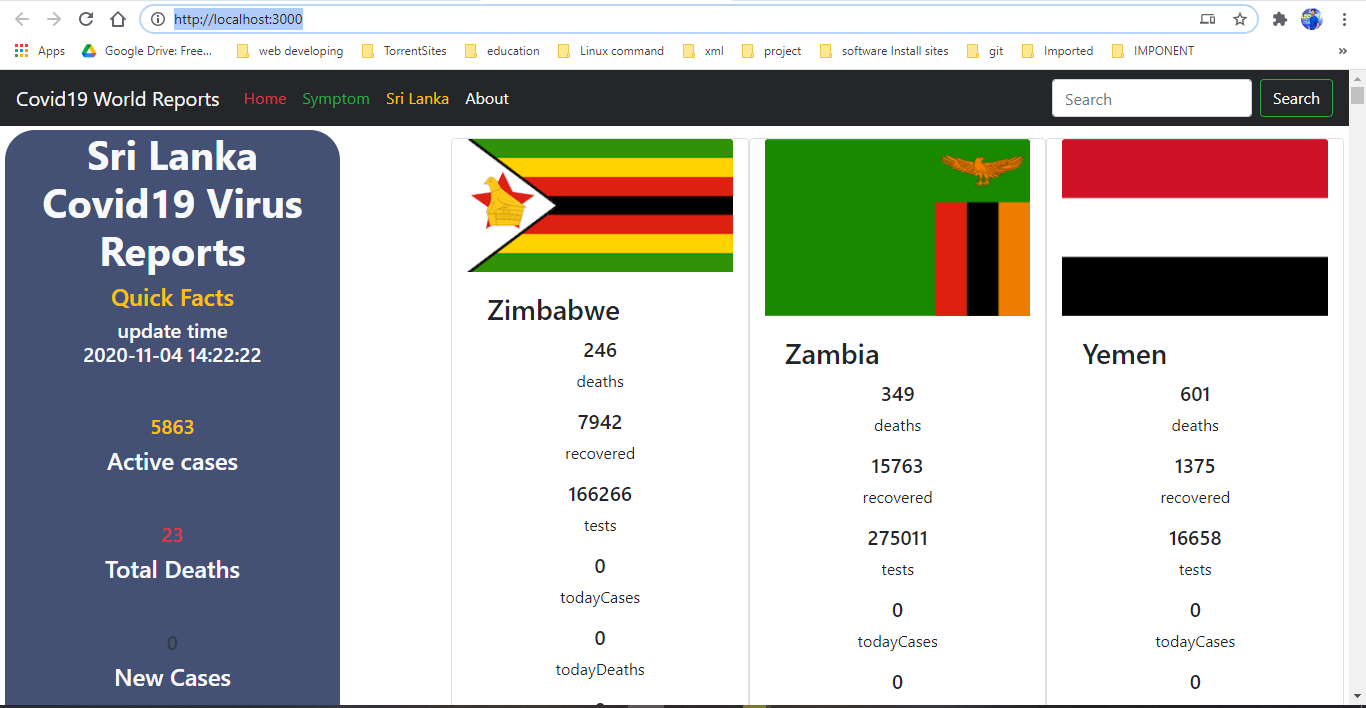 http://localhost:3000
Apps Google Drive: Free... web developing TorrentSites education Linux command xml project software Install sites git Imported IMPONENT »
Covid19 World Reports Home Symptom Sri Lanka About Search Search
Sri Lanka
Covid19 Virus
Reports
Quick Facts
update time
2020-11-04 14:22:22
5863
Active cases
23
Total Deaths
0
New Cases
Zimbabwe
246
deaths
7942
recovered
166266
tests
0
todayCases
0
todayDeaths
Zambia
349
deaths
15763
recovered
275011
tests
0
todayCases
0
Yemen
601
deaths
1375
recovered
16658
tests
0
todayCases
0